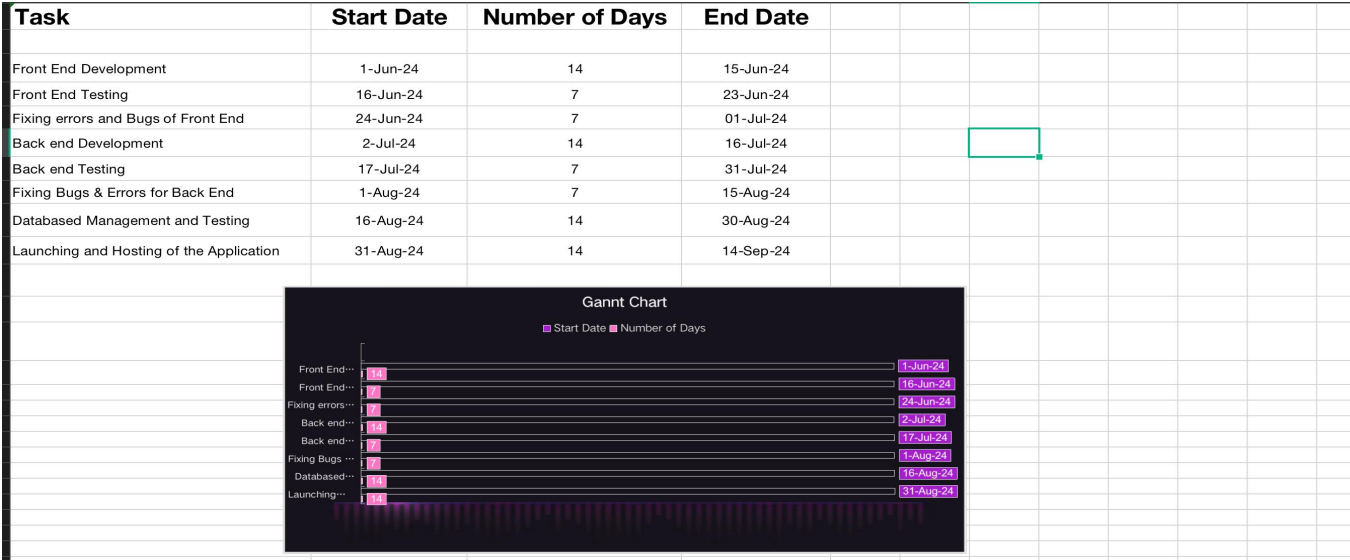 Task Start Date Number of Days End Date
Front End Development 1-Jun-24 14 15-Jun-24
Front End Testing 16-Jun-24 7 23-Jun-24
Fixing errors and Bugs of Front End 24-Jun-24 7 01-Jul-24
Back end Development 2-Jul-24 14 16-Jul-24
Back end Testing 17-Jul-24 7 31-Jul-24
Fixing Bugs & Errors for Back End 1-Aug-24 7 15-Aug-24
Databased Management and Testing 16-Aug-24 14 30-Aug-24
Launching and Hosting of the Application 31-Aug-24 14 14-Sep-24
Gannt Chart
Start Date Number of Days
Front End··· 14 1-Jun-24
Front End··· 7 16-Jun-24
Fixing errors··· 7 24-Jun-24
Back end··· 14 2-Jul-24
Back end··· 7 17-Jul-24
Fixing Bugs ··· 7 1-Aug-24
Databased··· 14 16-Aug-24
Launching··· 14 31-Aug-24